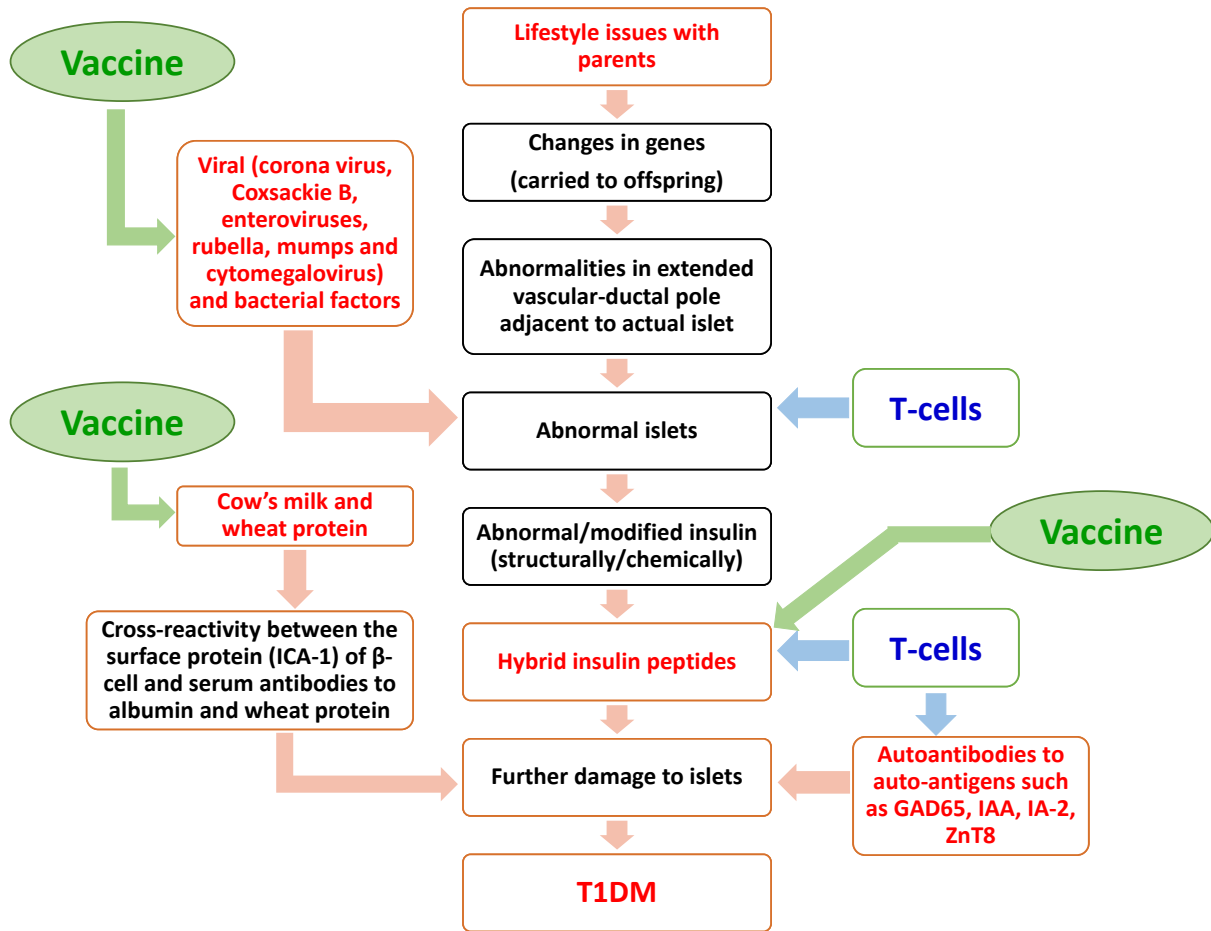 Lifestyle issues with
parents
Vaccine
Changes in genes
(carried to offspring)
Viral (corona virus,
Coxsackie B,
enteroviruses,
rubella, mumps and
cytomegalovirus)
and bacterial factors
Abnormalities in extended
vascular-ductal pole
adjacent to actual islet
Vaccine
Abnormal islets
T-cells
Cow’s milk and
wheat protein
Abnormal/modified insulin
(structurally/chemically)
Vaccine
Cross-reactivity between the
surface protein (ICA-1) of β-
cell and serum antibodies to
albumin and wheat protein
Hybrid insulin peptides
T-cells
Further damage to islets
Autoantibodies to
auto-antigens such
as GAD65, IAA, IA-2,
ZnT8
T1DM